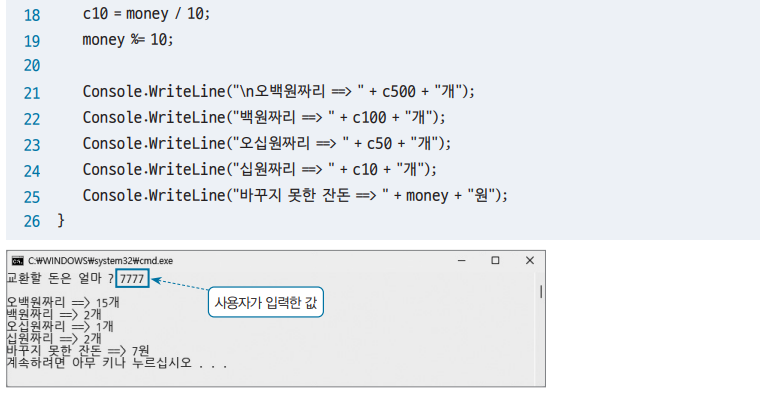 18 c10 = money / 10;
19 money %= 10;
20
21 Console.WriteLine("\n오백원짜리 ==> " + c500 + "개");
22 Console.WriteLine("백원짜리 ==> " + c100 + "개");
23 Console.WriteLine("오십원짜리 ==> " + c50 + "개");
24 Console.WriteLine("십원짜리 ==> " + c10 + "개");
25 Console.WriteLine("바꾸지 못한 잔돈 ==> " + money + "원");
26 }
C:₩WINDOWS₩system32₩cmd.exe
교환할 돈은 얼마 ? 7777
사용자가 입력한 값
오백원짜리 ==> 15개
백원짜리 ==> 2개
오십원짜리 ==> 1개
십원짜리 ==> 2개
바꾸지 못한 잔돈 ==> 7원
계속하려면 아무 키나 누르십시오 . . .